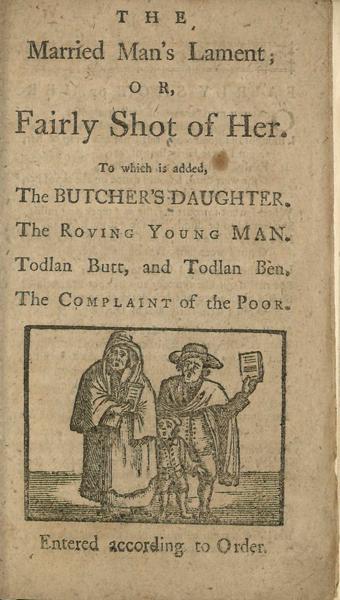 THE
Married Man's Lament;
OR,
Fairly Shot of Her.
To which is added,
The BUTCHER'S DAUGHTER.
The ROVING YOUNG MAN.
Todlan Butt, and Todlan Ben.
The COMPLAINT of the POOR.
Entered according to Order.